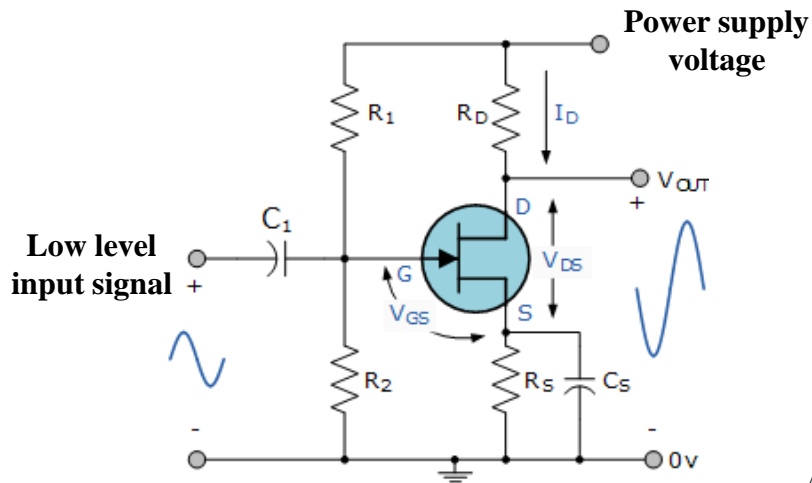 Power supply
voltage
R1
RD
ID
VOUT
+
D
C1
Low level
input signal
+
G
VDS
VGS
S
R2
RS
CS
-
-
0v